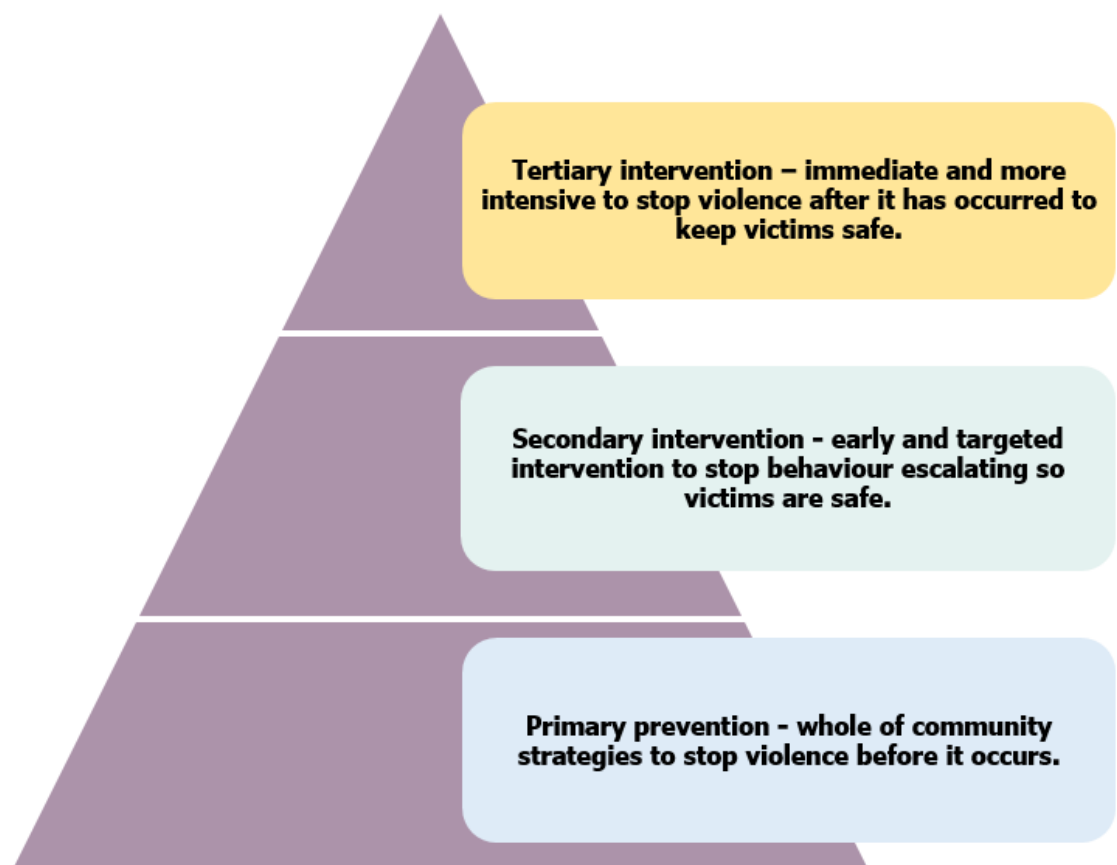 Tertiary intervention – immediate and more
intensive to stop violence after it has occurred to
keep victims safe.
Secondary intervention - early and targeted
intervention to stop behaviour escalating so
victims are safe.
Primary prevention - whole of community
strategies to stop violence before it occurs.